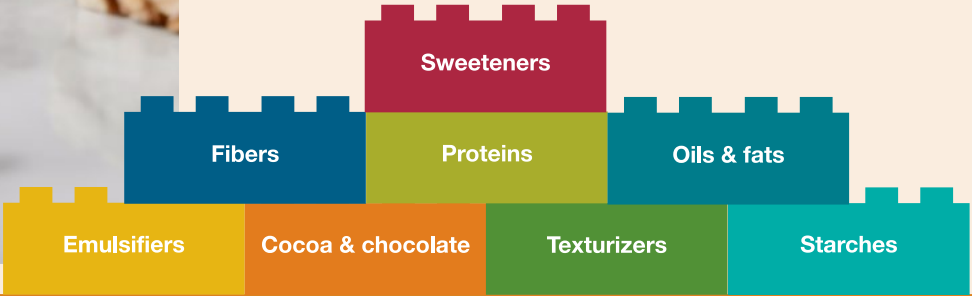 Sweeteners
Fibers
Proteins
Oils & fats
Emulsifiers
Cocoa & chocolate
Texturizers
Starches